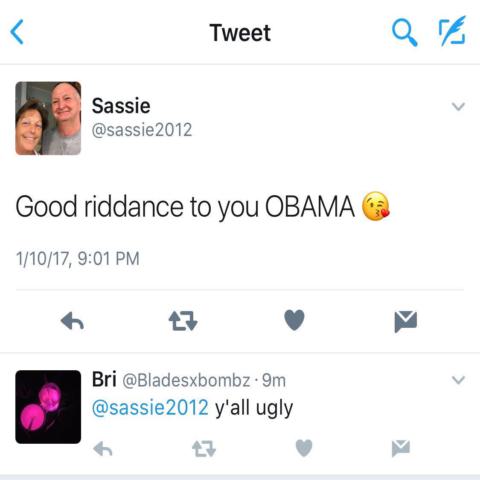 Tweet
Sassie
@sassie2012
Good riddance to you OBAMA 😘
1/10/17, 9:01 PM
Bri @Bladesxbombz · 9m
@sassie2012 y'all ugly